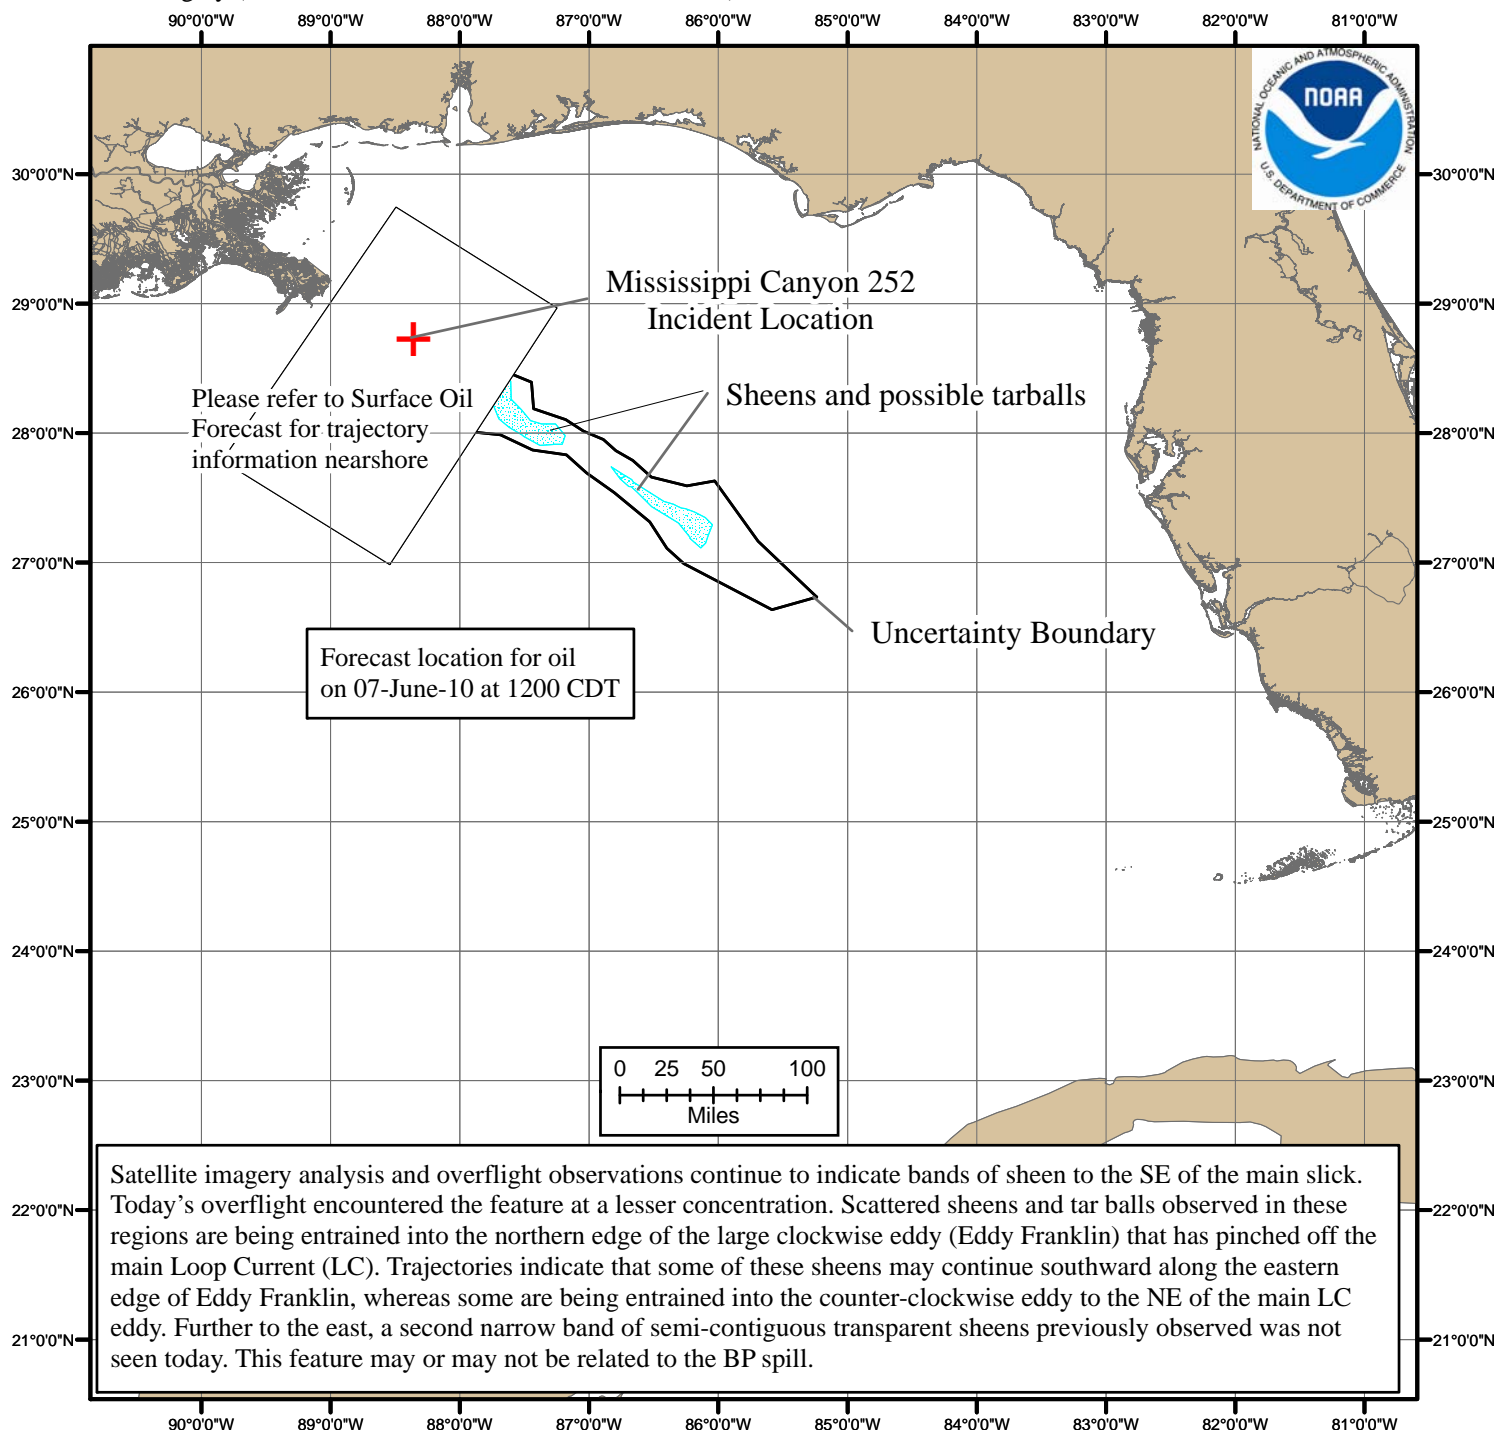 90°0'0"W 89°0'0"W 88°0'0"W 87°0'0"W 86°0'0"W 85°0'0"W 84°0'0"W 83°0'0"W 82°0'0"W 81°0'0"W
NATIONAL OCEANIC AND ATMOSPHERIC ADMINISTRATION
NOAA
U.S. DEPARTMENT OF COMMERCE
30°0'0"N 30°0'0"N
Mississippi Canyon 252
Incident Location
29°0'0"N 29°0'0"N
Sheens and possible tarballs
Please refer to Surface Oil
Forecast for trajectory
information nearshore
28°0'0"N 28°0'0"N
27°0'0"N 27°0'0"N
Uncertainty Boundary
Forecast location for oil
on 07-June-10 at 1200 CDT
26°0'0"N 26°0'0"N
25°0'0"N 25°0'0"N
24°0'0"N 24°0'0"N
0 25 50 100
Miles
23°0'0"N 23°0'0"N
Satellite imagery analysis and overflight observations continue to indicate bands of sheen to the SE of the main slick.
Today's overflight encountered the feature at a lesser concentration. Scattered sheens and tar balls observed in these
regions are being entrained into the northern edge of the large clockwise eddy (Eddy Franklin) that has pinched off the
main Loop Current (LC). Trajectories indicate that some of these sheens may continue southward along the eastern
edge of Eddy Franklin, whereas some are being entrained into the counter-clockwise eddy to the NE of the main LC
eddy. Further to the east, a second narrow band of semi-contiguous transparent sheens previously observed was not
seen today. This feature may or may not be related to the BP spill.
22°0'0"N 22°0'0"N
21°0'0"N 21°0'0"N
90°0'0"W 89°0'0"W 88°0'0"W 87°0'0"W 86°0'0"W 85°0'0"W 84°0'0"W 83°0'0"W 82°0'0"W 81°0'0"W